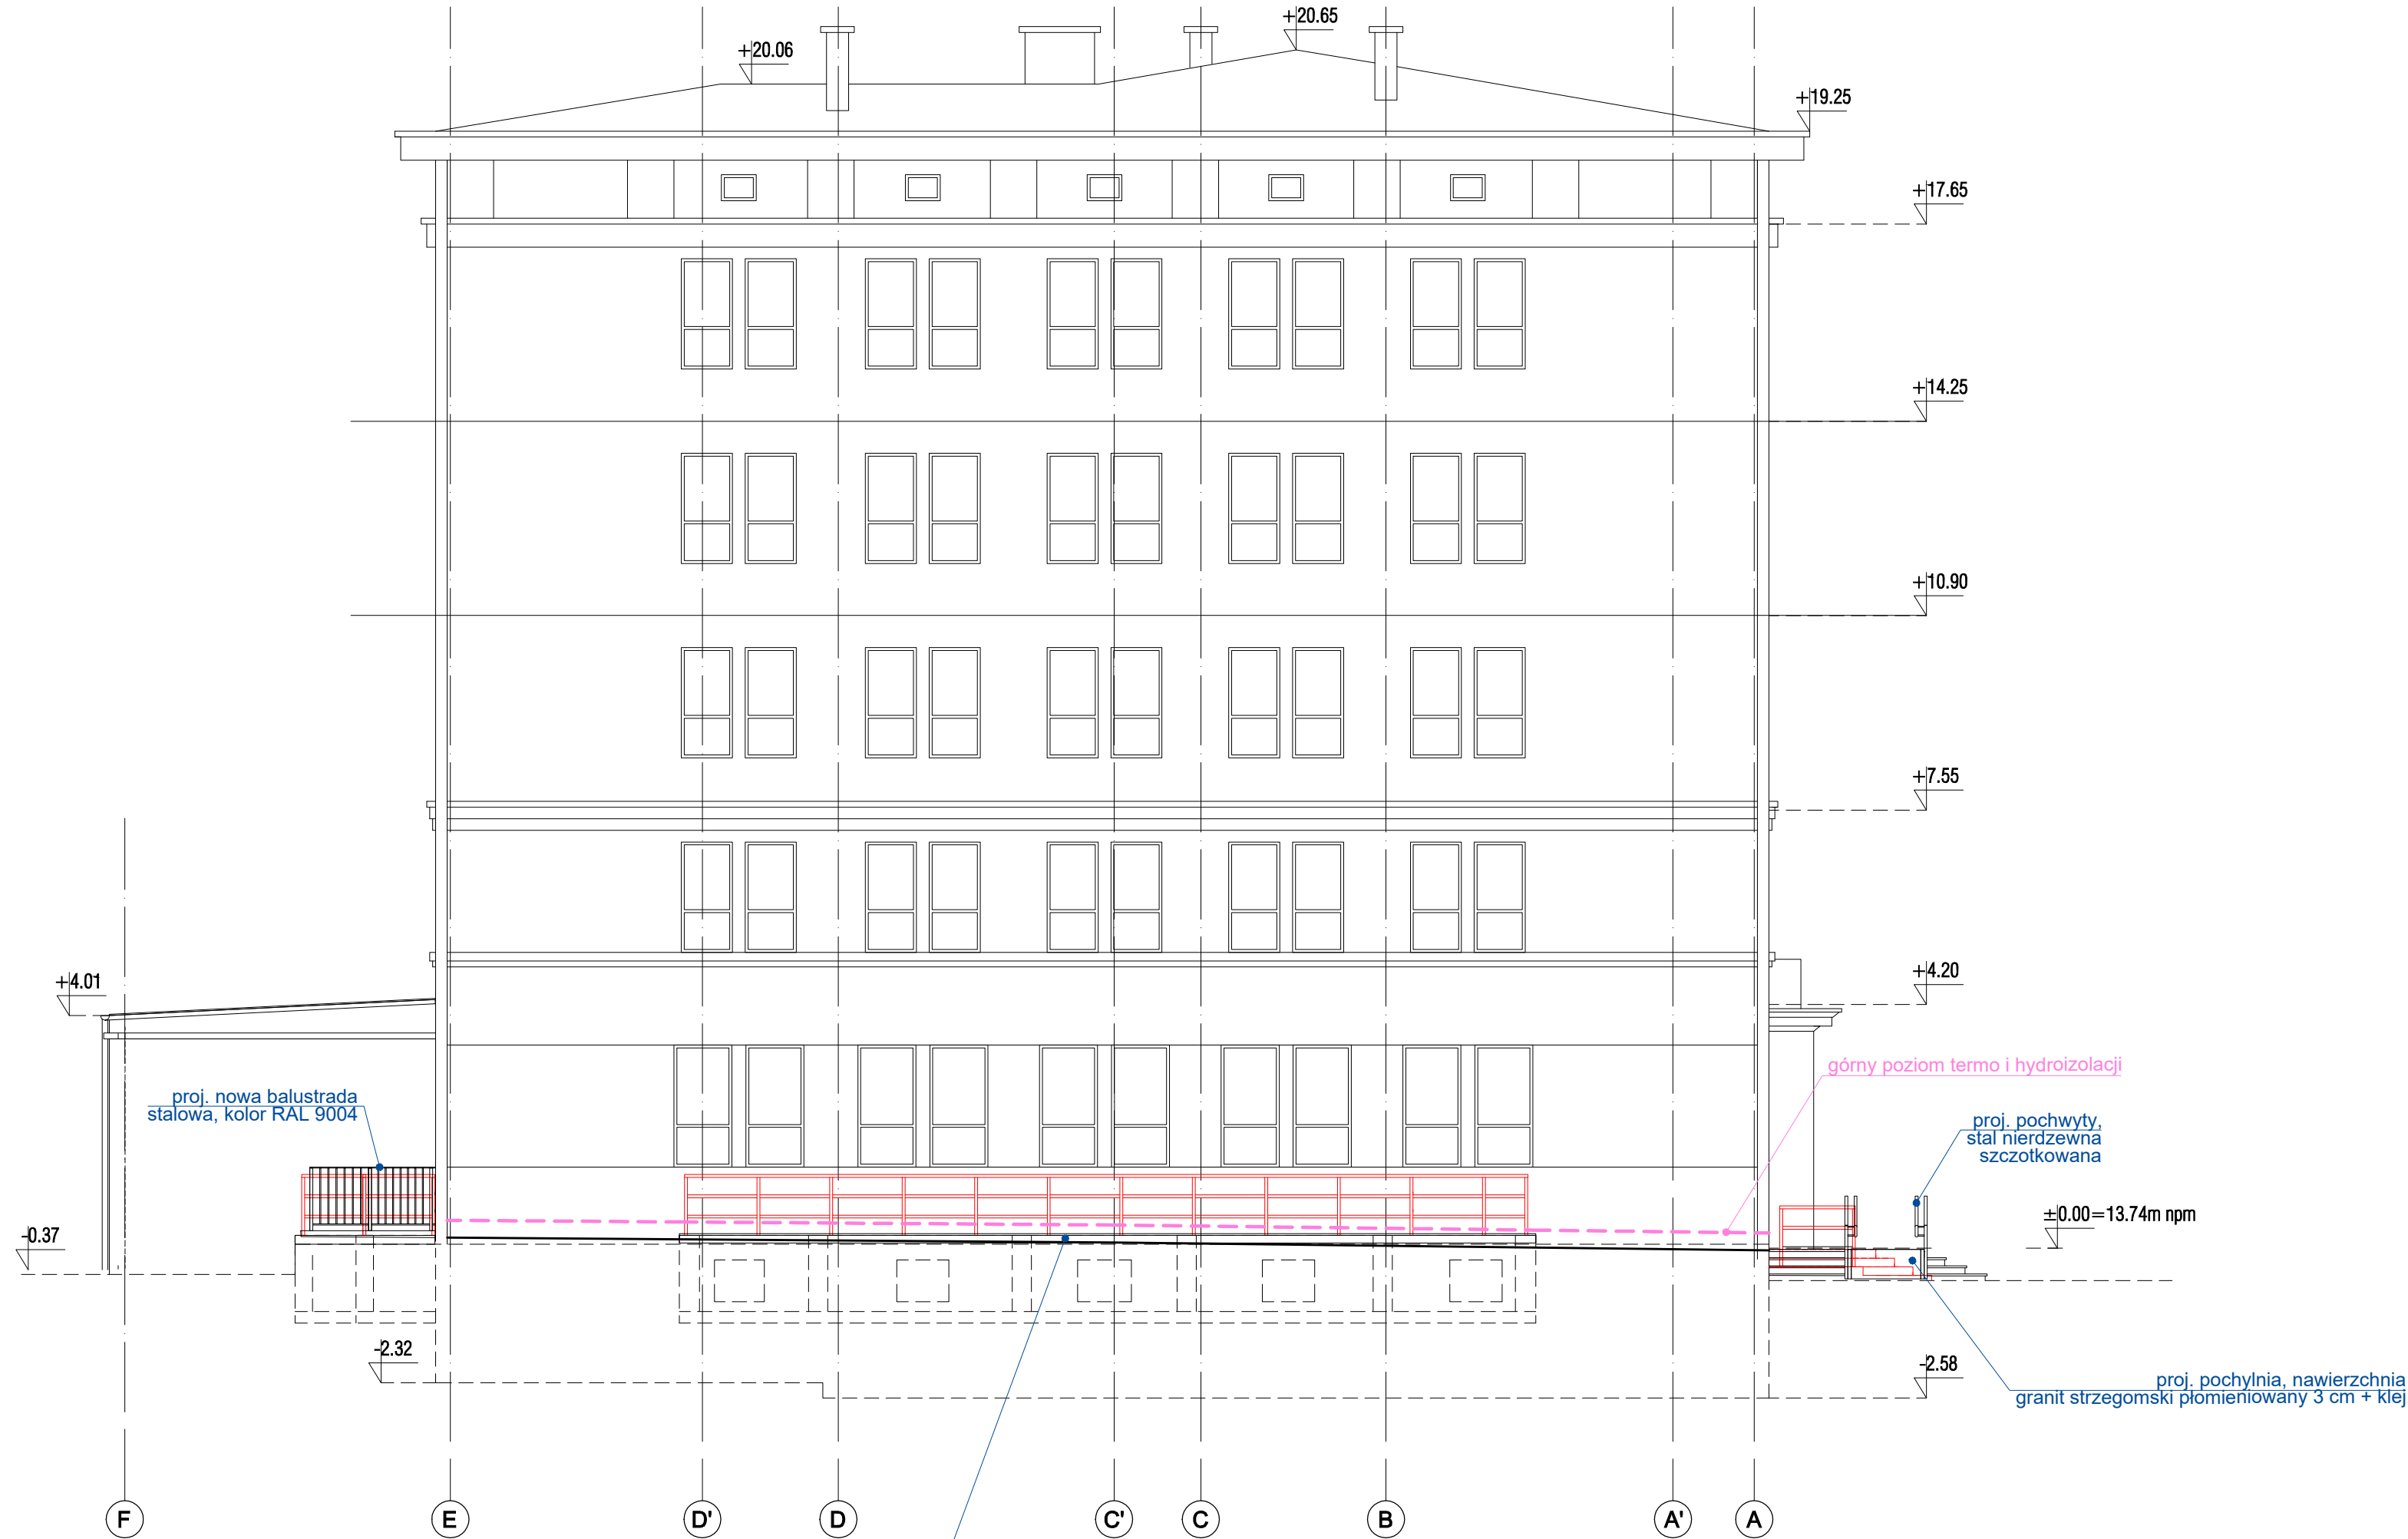 +20.65
+20.06
+19.25
+17.65
+14.25
+10.90
+7.55
+4.20
+4.01
górny poziom termo i hydroizolacji
proj. nowa balustrada
stalowa, kolor RAL 9004
proj. pochwyty,
stal nierdzewna
szczotkowana
±0.00=13.74m npm
-0.37
-2.32
-2.58
proj. pochylnia, nawierzchnia
granit strzegomski płomieniowany 3 cm + klej
F E D' D C' C B A' A